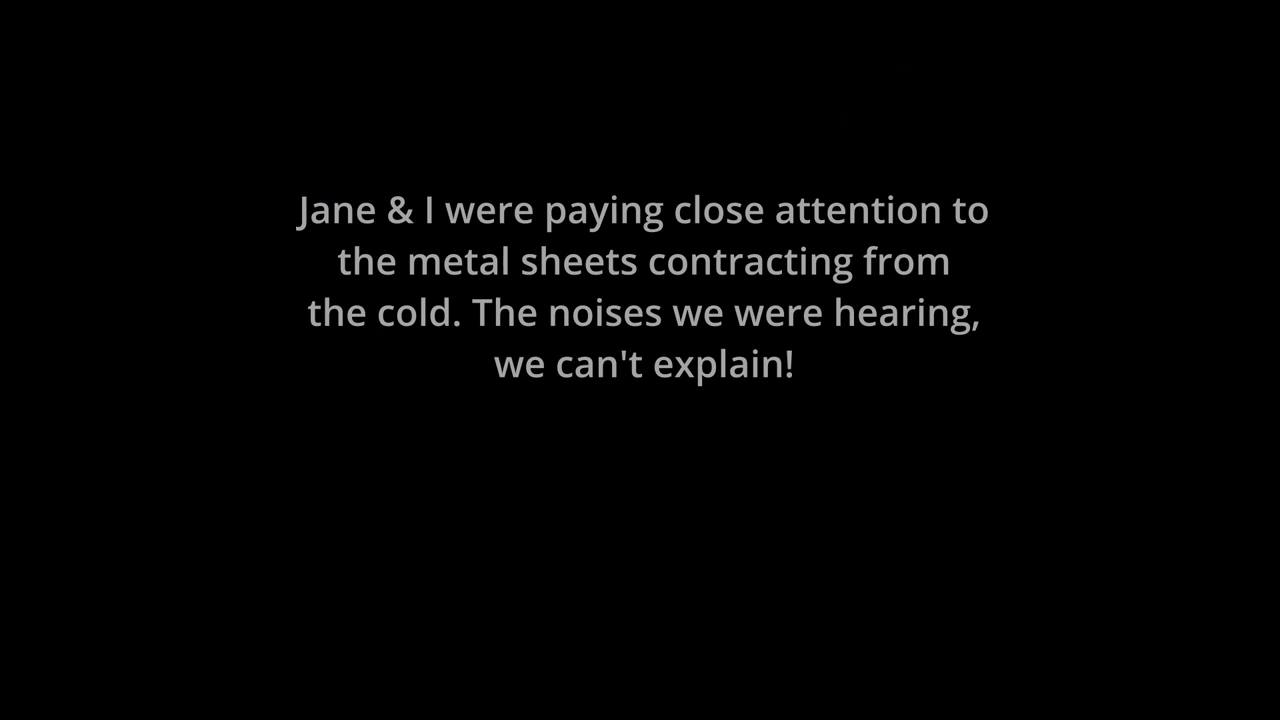 Jane & I were paying close attention to
the metal sheets contracting from
the cold. The noises we were hearing,
we can't explain!